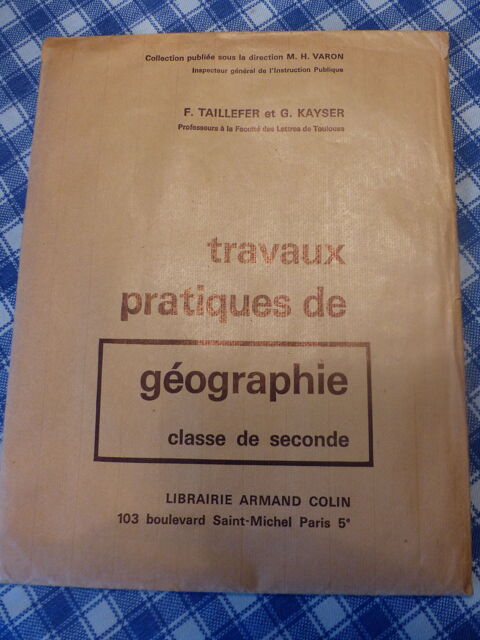 Collection publiée sous la direction M. H. VARON
Inspecteur général de l'Instruction Publique
F. TAILLEFER et G. KAYSER
Professeurs à la Faculté des Lettres de Toulouse
travaux
pratiques de
géographie
classe de seconde
LIBRAIRIE ARMAND COLIN
103 boulevard Saint-Michel Paris 5e